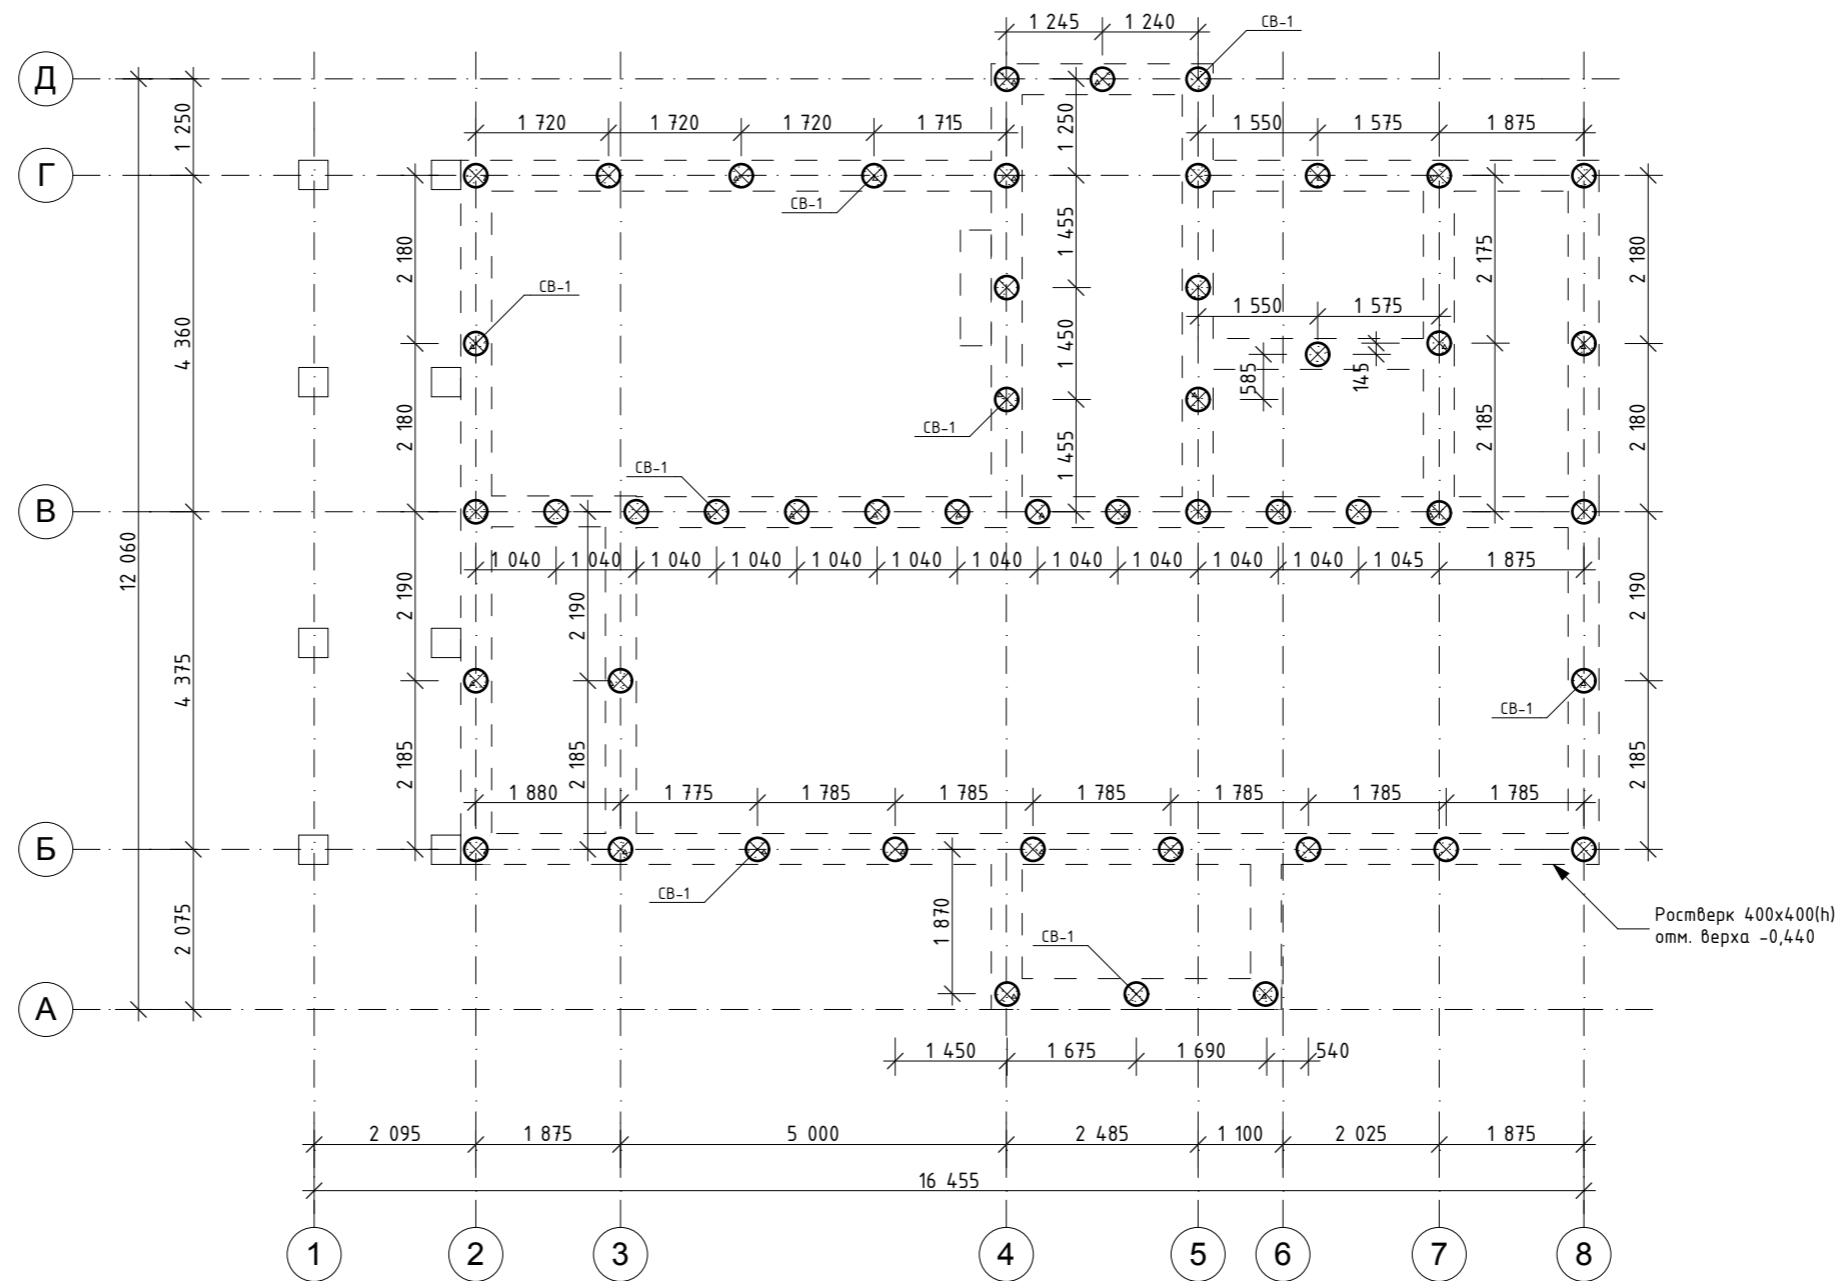 1 245 1 240 СВ-1
Д
1 250
1 720 1 720 1 720 1 715 1 250 1 550 1 575 1 875
Г
СВ-1
2 180 1 455 2 175 2 180
СВ-1
1 550 1 575
4 360
1 450
585 145
2 180 СВ-1 1 455 2 185 2 180
СВ-1
В
12 060
1 040 1 040 1 040 1 040 1 040 1 040 1 040 1 040 1 040 1 040 1 040 1 045 1 875
2 190 2 190 2 190
4 375
СВ-1
2 185 2 185 2 185
1 880 1 775 1 785 1 785 1 785 1 785 1 785 1 785
Б
СВ-1
2 075 1 870
СВ-1
Ростверк 400х400(h)
отм. верха -0,440
А
1 450 1 675 1 690 540
2 095 1 875 5 000 2 485 1 100 2 025 1 875
16 455
1 2 3 4 5 6 7 8